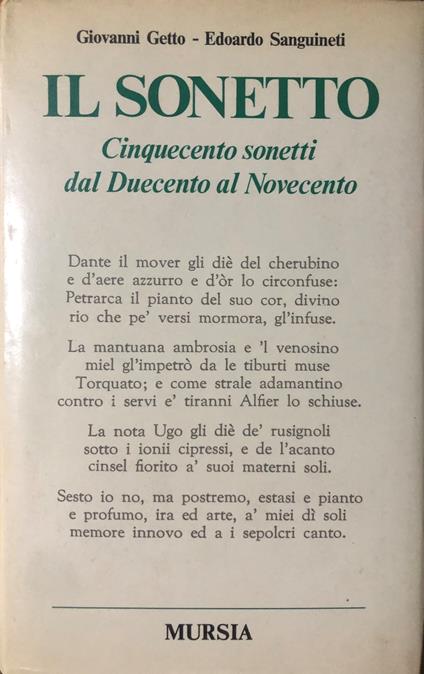 Giovanni Getto - Edoardo Sanguineti
IL SONETTO
Cinquecento sonetti
dal Duecento al Novecento
Dante il mover gli diè del cherubino
e d'aere azzurro e d'òr lo circonfuse:
Petrarca il pianto del suo cor, divino
rio che pe' versi mormora, gl'infuse.
La mantuana ambrosia e 'l venosino
miel gl'impetrò da le tiburti muse
Torquato; e come strale adamantino
contro i servi e' tiranni Alfier lo schiuse.
La nota Ugo gli diè de' rusignoli
sotto i ionii cipressi, e de l'acanto
cinsel fiorito a' suoi materni soli.
Sesto io no, ma postremo, estasi e pianto
e profumo, ira ed arte, a' miei dì soli
memore innovo ed a i sepolcri canto.
MURSIA